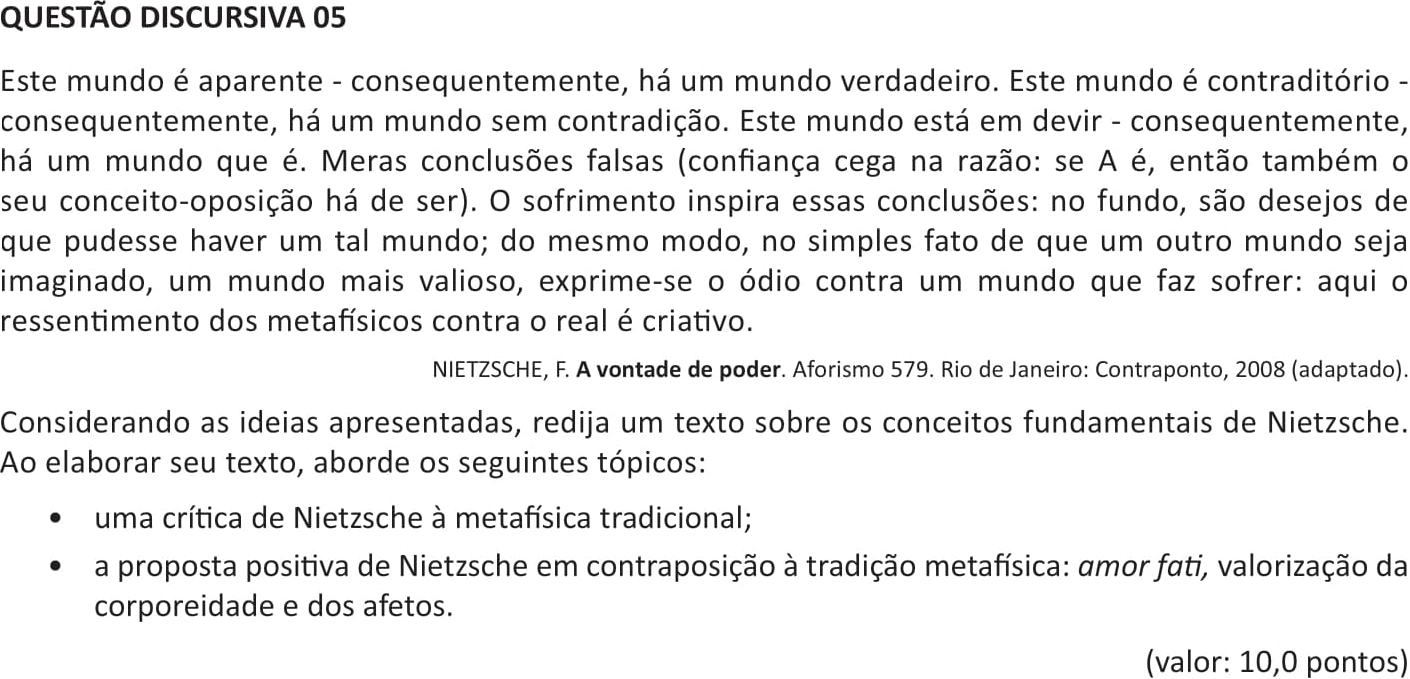 QUESTÃO DISCURSIVA 05
Este mundo é aparente - consequentemente, há um mundo verdadeiro. Este mundo é contraditório -
consequentemente, há um mundo sem contradição. Este mundo está em devir - consequentemente,
há um mundo que é. Meras conclusões falsas (confiança cega na razão: se A é, então também o
seu conceito-oposição há de ser). O sofrimento inspira essas conclusões: no fundo, são desejos de
que pudesse haver um tal mundo; do mesmo modo, no simples fato de que um outro mundo seja
imaginado, um mundo mais valioso, exprime-se o ódio contra um mundo que faz sofrer: aqui o
ressentimento dos metafísicos contra o real é criativo.
NIETZSCHE, F. A vontade de poder. Aforismo 579. Rio de Janeiro: Contraponto, 2008 (adaptado).
Considerando as ideias apresentadas, redija um texto sobre os conceitos fundamentais de Nietzsche.
Ao elaborar seu texto, aborde os seguintes tópicos:
• uma crítica de Nietzsche à metafísica tradicional;
• a proposta positiva de Nietzsche em contraposição à tradição metafísica: amor fati, valorização da
corporeidade e dos afetos.
(valor: 10,0 pontos)